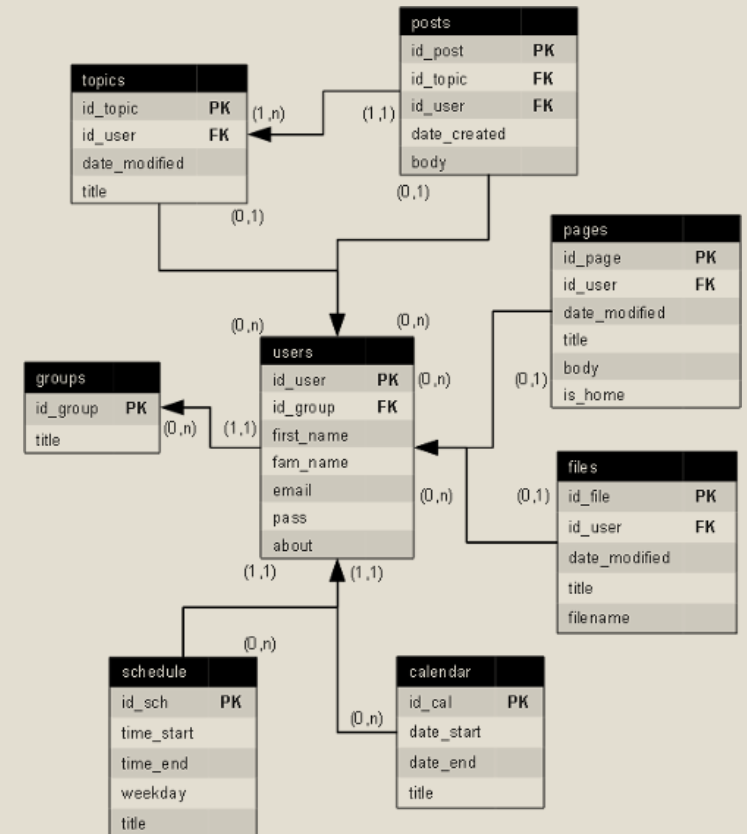 posts
id_post PK
id_topic FK
id_user FK
date_created
body
topics
id_topic PK
id_user FK
date_modified
title
(1,n)
(1,1)
(0,1)
(0,1)
pages
id_page PK
id_user FK
date_modified
title
body
is_home
(0,n)
(0,n)
users
id_user PK
id_group FK
first_name
fam_name
email
pass
about
(0,n)
(0,1)
groups
id_group PK
title
(0,n)
(1,1)
files
id_file PK
id_user FK
date_modified
title
filename
(0,n)
(0,1)
(1,1)
(1,1)
(0,n)
schedule
id_sch PK
time_start
time_end
weekday
title
(0,n)
calendar
id_cal PK
date_start
date_end
title